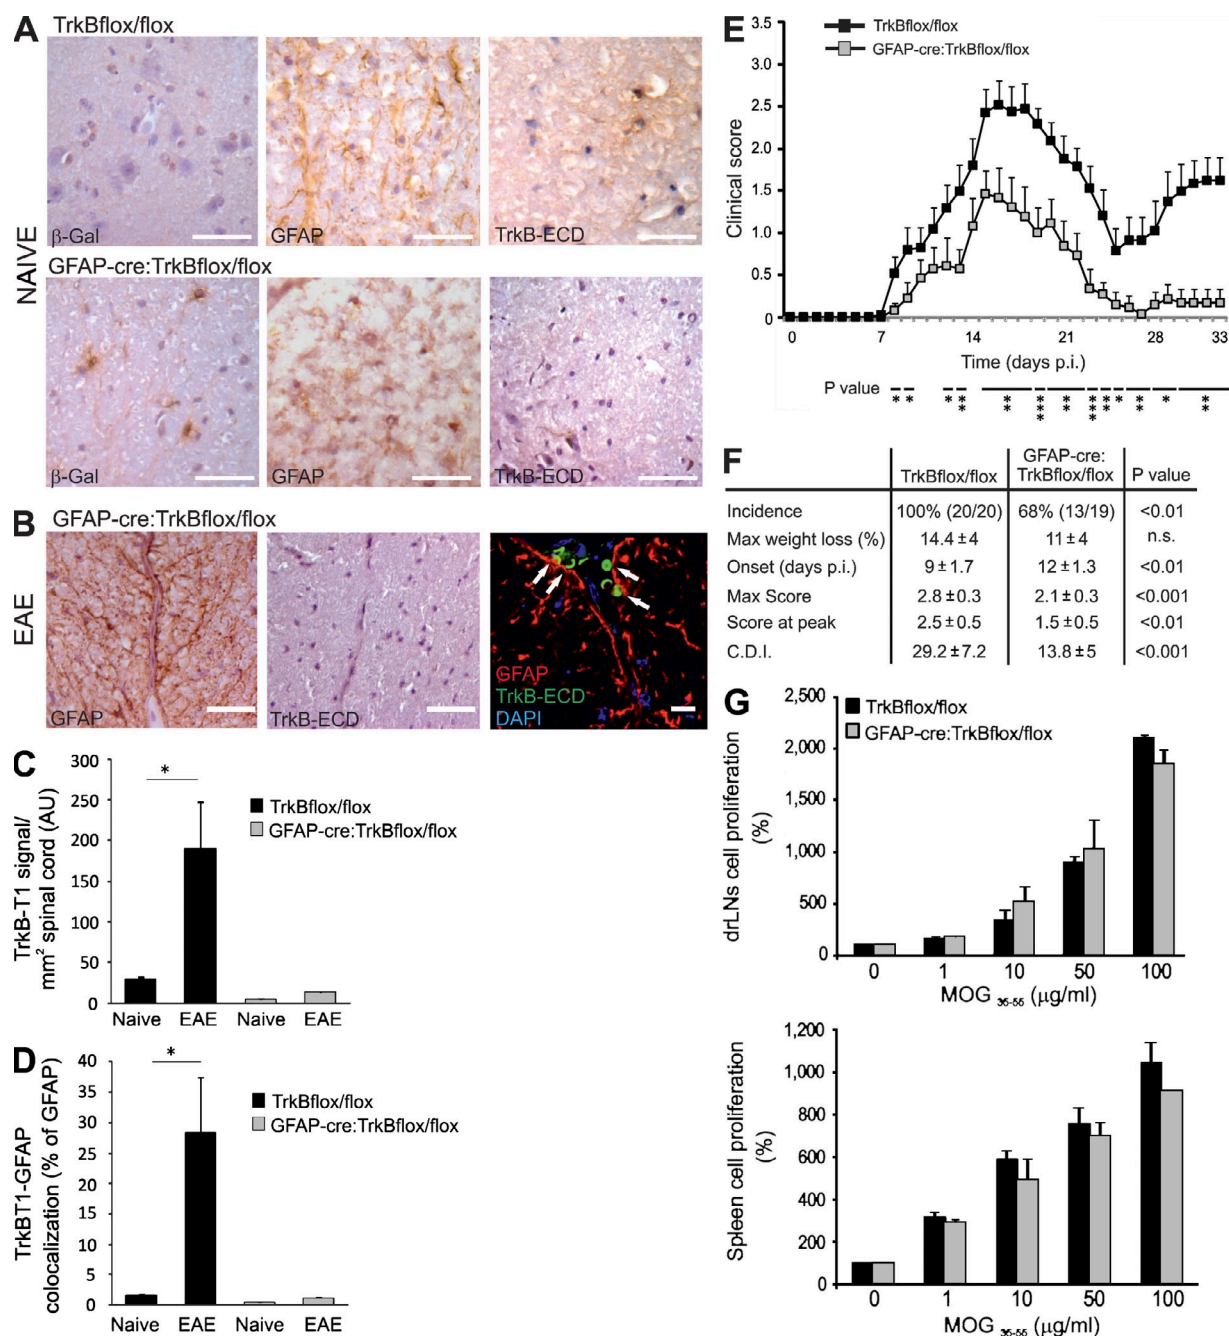 A
TrkBflox/flox
NAIVE
β-Gal
GFAP
TrkB-ECD
GFAP-cre:TrkBflox/flox
β-Gal
GFAP
TrkB-ECD
B
GFAP-cre:TrkBflox/flox
EAE
GFAP
TrkB-ECD
GFAP
TrkB-ECD
DAPI
C
TrkB-T1 signal/
mm² spinal cord (AU)
300
250
200
150
100
50
0
*
TrkBflox/flox
GFAP-cre:TrkBflox/flox
Naive EAE Naive EAE
D
TrkBT1-GFAP
colocalization (% of GFAP)
40
35
30
25
20
15
10
5
0
*
TrkBflox/flox
GFAP-cre:TrkBflox/flox
Naive EAE Naive EAE
E
Clinical score
3.5
3.0
2.5
2.0
1.5
1.0
0.5
0
TrkBflox/flox
GFAP-cre:TrkBflox/flox
0 7 14 21 28 33
Time (days p.i.)
P value
* * * ** ** *** ** *** ** * ** * **
F
TrkBflox/flox GFAP-cre:TrkBflox/flox P value
Incidence 100% (20/20) 68% (13/19) <0.01
Max weight loss (%) 14.4±4 11±4 n.s.
Onset (days p.i.) 9±1.7 12±1.3 <0.01
Max Score 2.8±0.3 2.1±0.3 <0.001
Score at peak 2.5±0.5 1.5±0.5 <0.01
C.D.I. 29.2±7.2 13.8±5 <0.001
G
TrkBflox/flox
GFAP-cre:TrkBflox/flox
drLNs cell proliferation
(%)
2,500
2,000
1,500
1,000
500
0
0 1 10 50 100
MOG 35-55 (µg/ml)
Spleen cell proliferation
(%)
1,200
1,000
800
600
400
200
0
0 1 10 50 100
MOG 35-55 (µg/ml)